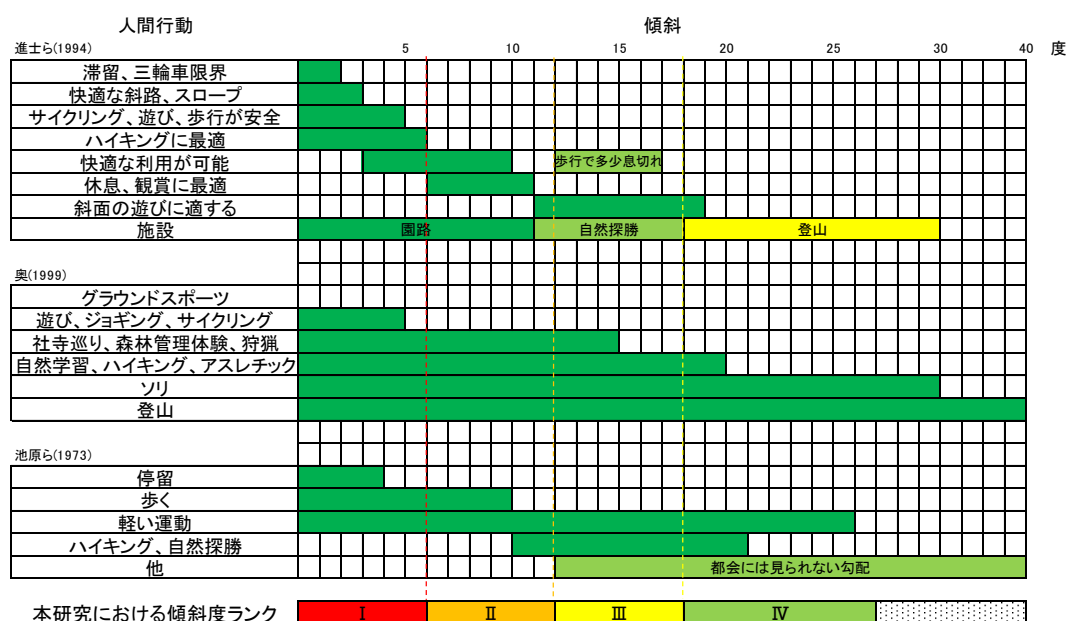 人間行動 傾斜
進士ら(1994) 5 10 15 20 25 30 40 度
滞留、三輪車限界
快適な斜路、スロープ
サイクリング、遊び、歩行が安全
ハイキングに最適
快適な利用が可能 歩行で多少息切れ
休息、観賞に最適
斜面の遊びに適する
施設 園路 自然探勝 登山
奥(1999)
グラウンドスポーツ
遊び、ジョギング、サイクリング
社寺巡り、森林管理体験、狩猟
自然学習、ハイキング、アスレチック
ソリ
登山
池原ら(1973)
停留
歩く
軽い運動
ハイキング、自然探勝
他 都会には見られない勾配
本研究における傾斜度ランク Ⅰ Ⅱ Ⅲ Ⅳ